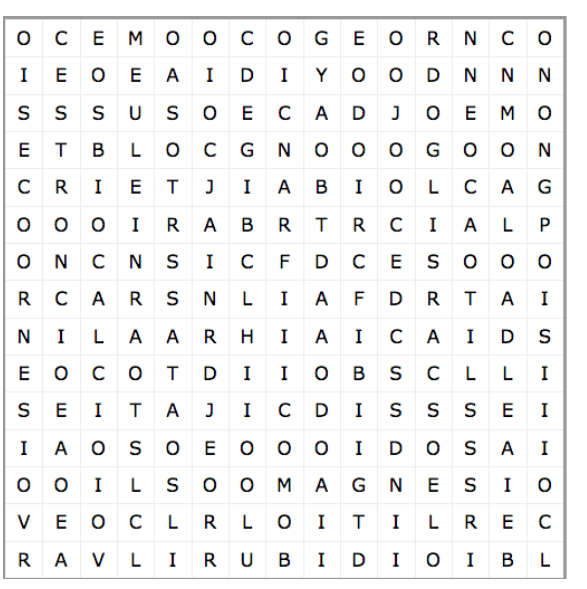 O C E M O O C O G E O R N C O
I E O E A I D I Y O O D N N N
S S S U S O E C A D J O E M O
E T B L O C G N O O O G O O N
C R I E T J I A B I O L C A G
O O O I R A B R T R C I A L P
O N C N S I C F D C E S O O O
R C A R S N L I A F D R T A I
N I L A A R H I A I C A I D S
E O C O T D I I O B S C L L I
S E I T A J I C D I S S S E I
I A O S O E O O O I D O S A I
O O I L S O O M A G N E S I O
V E O C L R L O I T I L R E C
R A V L I R U B I D I O I B L